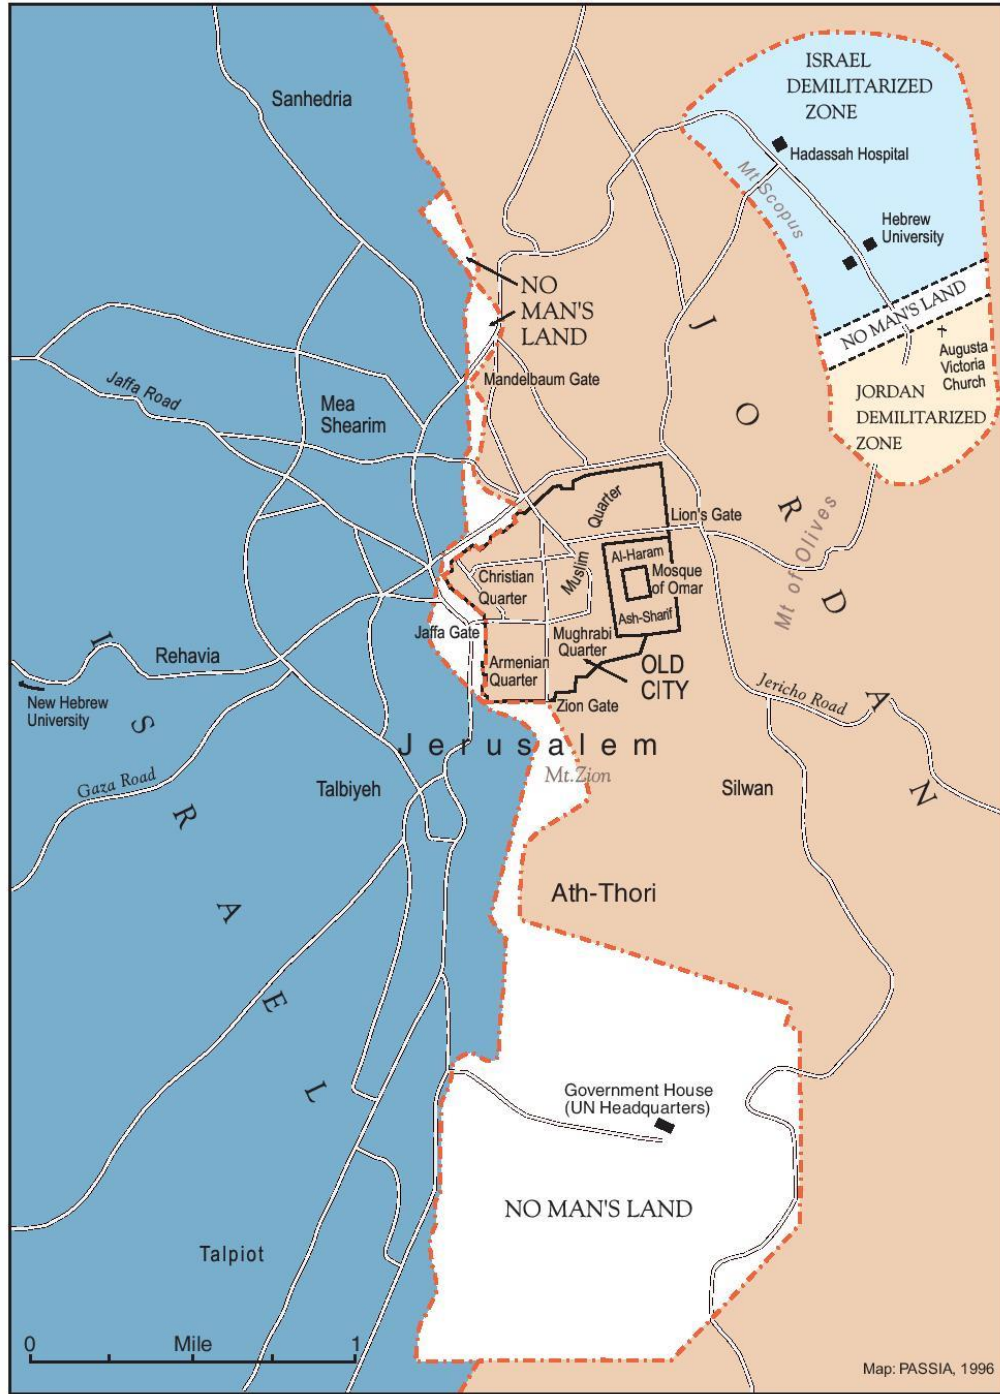 ISRAEL
DEMILITARIZED
ZONE
Sanhedria
Hadassah Hospital
Mt Scopus
Hebrew
University
NO
MAN'S
LAND
NO MAN'S LAND
Augusta
Victoria
Church
JORDAN
DEMILITARIZED
ZONE
Mandelbaum Gate
Jaffa Road
Mea
Shearim
JORDAN
Quarter
Muslim
Lion's Gate
Mt of Olives
Al-Haram
Mosque
of Omar
Ash-Sharif
Christian
Quarter
Jaffa Gate
Mughrabi
Quarter
Armenian
Quarter
OLD
CITY
Zion Gate
ISRAEL
Rehavia
New Hebrew
University
Jericho Road
Jerusalem
Mt.Zion
Gaza Road
Talbiyeh
Silwan
Ath-Thori
Government House
(UN Headquarters)
NO MAN'S LAND
Talpiot
0 Mile 1
Map: PASSIA, 1996